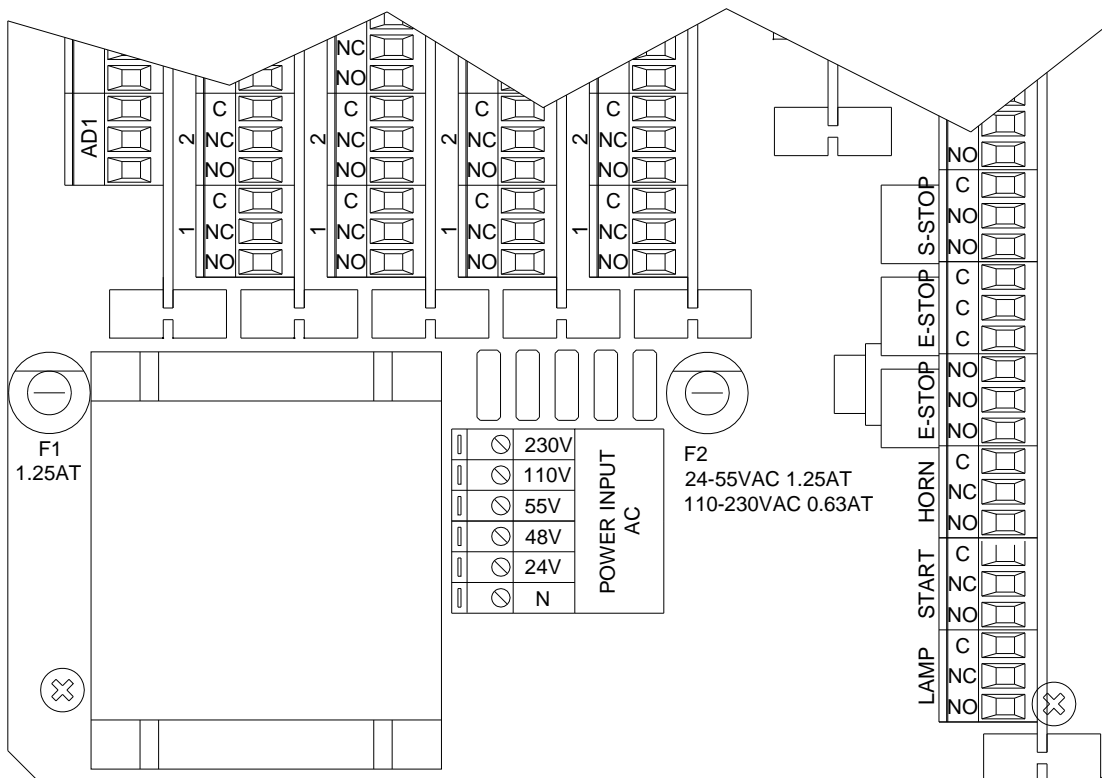 AD1
2
C
NC
NO
1
C
NC
NO
NC
NO
2
C
NC
NO
1
C
NC
NO
2
C
NC
NO
1
C
NC
NO
2
C
NC
NO
1
C
NC
NO
F1
1.25AT
230V
110V
55V
48V
24V
N
POWER INPUT
AC
F2
24-55VAC 1.25AT
110-230VAC 0.63AT
NO
S-STOP
C
NO
NO
E-STOP
C
C
C
E-STOP
NO
NO
NO
HORN
C
NC
NO
START
C
NC
NO
LAMP
C
NC
NO